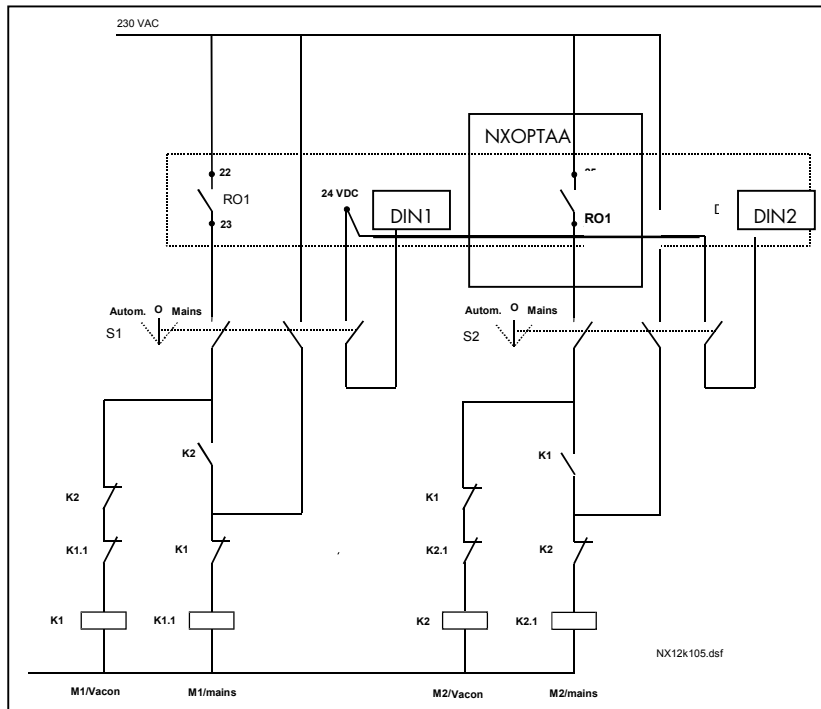 230 VAC
NXOPTAA
22
RO1
23
24 VDC
DIN1
RO1
DIN2
Autom. O Mains
S1
Autom. O Mains
S2
K2
K1
K2
K1
K1.1
K1
K2.1
K2
K1
K1.1
K2
K2.1
NX12k105.dsf
M1/Vacon
M1/mains
M2/Vacon
M2/mains